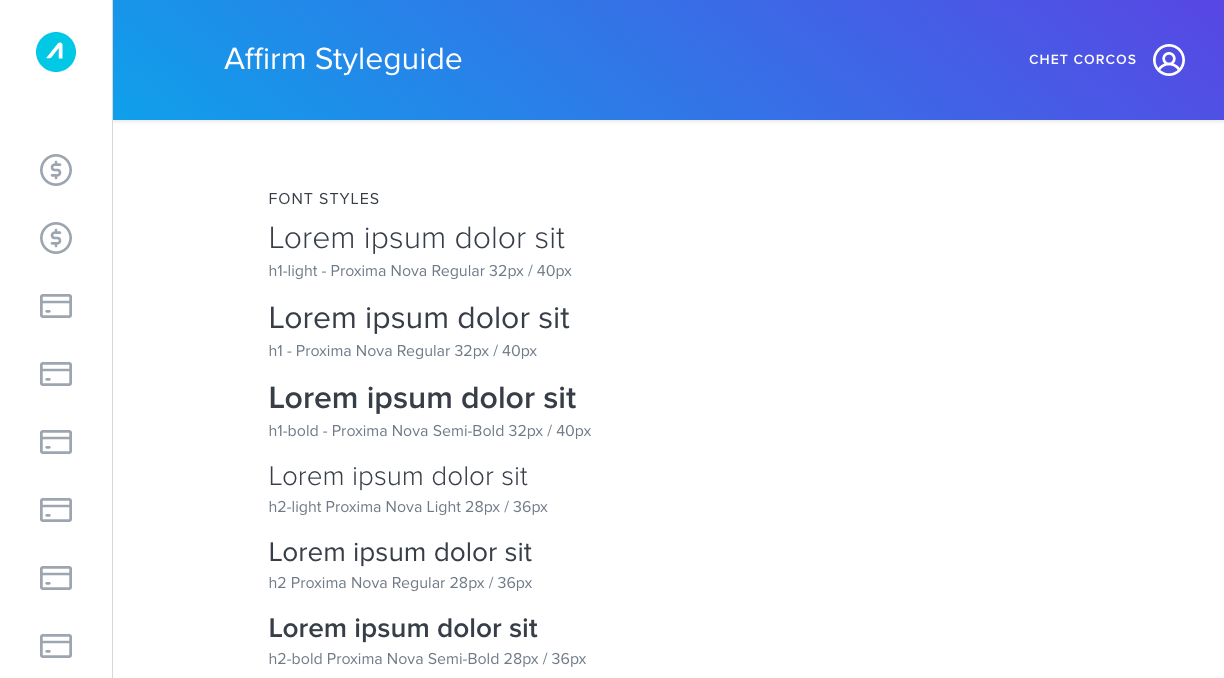 Affirm Styleguide
CHET CORCOS
FONT STYLES
Lorem ipsum dolor sit
h1-light - Proxima Nova Regular 32px / 40px
Lorem ipsum dolor sit
h1 - Proxima Nova Regular 32px / 40px
Lorem ipsum dolor sit
h1-bold - Proxima Nova Semi-Bold 32px / 40px
Lorem ipsum dolor sit
h2-light Proxima Nova Light 28px / 36px
Lorem ipsum dolor sit
h2 Proxima Nova Regular 28px / 36px
Lorem ipsum dolor sit
h2-bold Proxima Nova Semi-Bold 28px / 36px